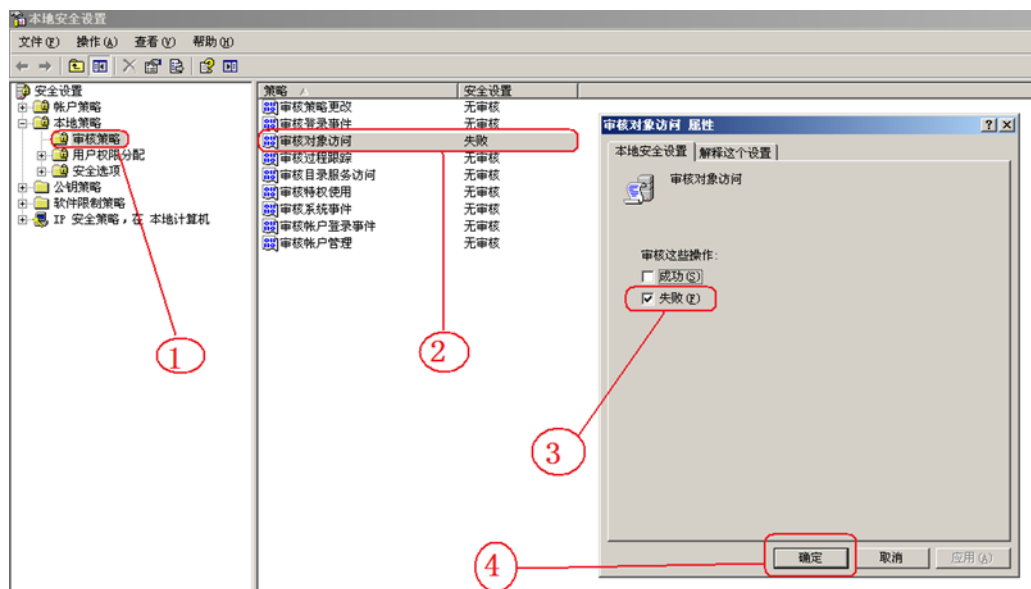 本地安全设置
文件(F) 操作(A) 查看(V) 帮助(H)
安全设置
帐户策略
本地策略
审核策略
用户权限分配
安全选项
公钥策略
软件限制策略
IP 安全策略，在 本地计算机
策略 安全设置
审核策略更改 无审核
审核登录事件 无审核
审核对象访问 失败
审核过程跟踪 无审核
审核目录服务访问 无审核
审核特权使用 无审核
审核系统事件 无审核
审核帐户登录事件 无审核
审核帐户管理 无审核
审核对象访问 属性
本地安全设置 解释这个设置
审核对象访问
审核这些操作:
成功(S)
失败(F)
确定 取消 应用(A)
1
2
3
4